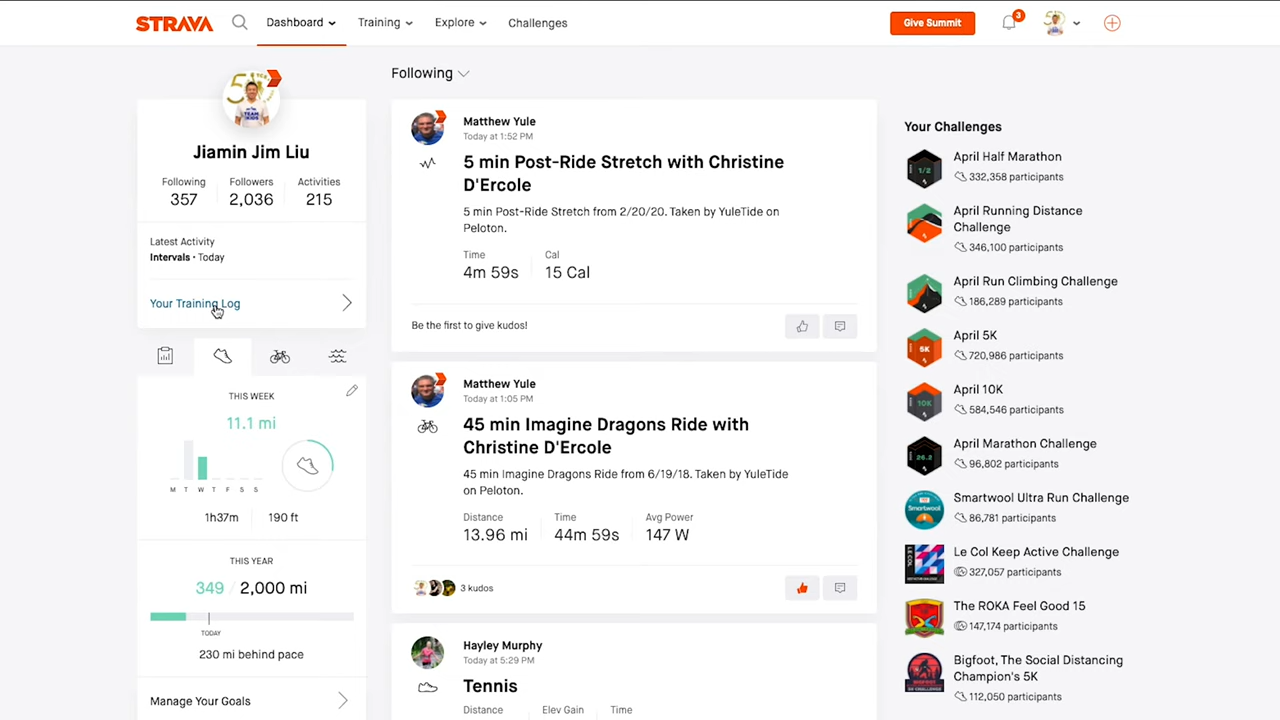 STRAVA
Dashboard
Training
Explore
Challenges
Give Summit
3
Jiamin Jim Liu
Following
Followers
Activities
357
2,036
215
Latest Activity
Intervals • Today
Your Training Log
THIS WEEK
11.1 mi
M T W T F S S
1h37m
190 ft
THIS YEAR
349 / 2,000 mi
TODAY
230 mi behind pace
Manage Your Goals
Following
Matthew Yule
Today at 1:52 PM
5 min Post-Ride Stretch with Christine
D'Ercole
5 min Post-Ride Stretch from 2/20/20. Taken by YuleTide on
Peloton.
Time
Cal
4m 59s
15 Cal
Be the first to give kudos!
Matthew Yule
Today at 1:05 PM
45 min Imagine Dragons Ride with
Christine D'Ercole
45 min Imagine Dragons Ride from 6/19/18. Taken by YuleTide
on Peloton.
Distance
Time
Avg Power
13.96 mi
44m 59s
147 W
3 kudos
Hayley Murphy
Today at 5:29 PM
Tennis
Distance
Elev Gain
Time
Your Challenges
1/2
April Half Marathon
332,358 participants
April Running Distance
Challenge
346,100 participants
April Run Climbing Challenge
186,289 participants
5K
April 5K
720,986 participants
10K
April 10K
584,546 participants
26.2
April Marathon Challenge
96,802 participants
Smartwool
Smartwool Ultra Run Challenge
86,781 participants
LE COL
Le Col Keep Active Challenge
327,057 participants
The ROKA Feel Good 15
147,174 participants
BIGFOOT
Bigfoot, The Social Distancing
Champion's 5K
112,050 participants